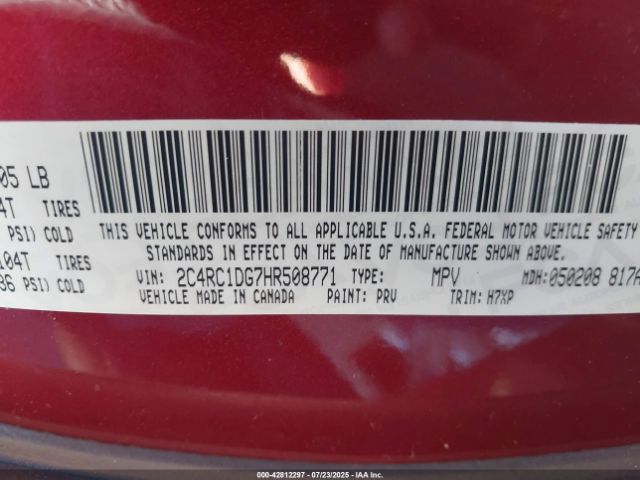 05 LB
4T TIRES
PSI) COLD
104T TIRES
36 PSI) COLD
THIS VEHICLE CONFORMS TO ALL APPLICABLE U.S.A. FEDERAL MOTOR VEHICLE SAFETY
STANDARDS IN EFFECT ON THE DATE OF MANUFACTURE SHOWN ABOVE.
VIN: 2C4RC1DG7HR508771 TYPE: MPV MDH: 050208 817A
VEHICLE MADE IN CANADA PAINT: PRV TRIM: H7XP
000-42812297 - 07/23/2025 - IAA Inc.